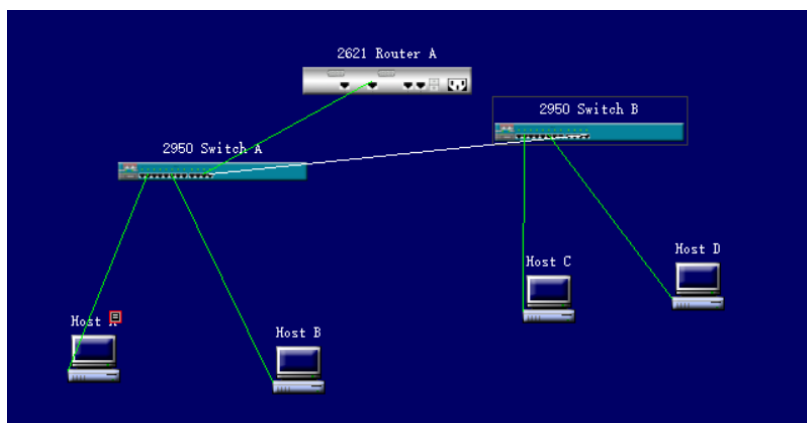 2621 Router A
2950 Switch B
2950 Switch A
Host C
Host D
Host
Host B